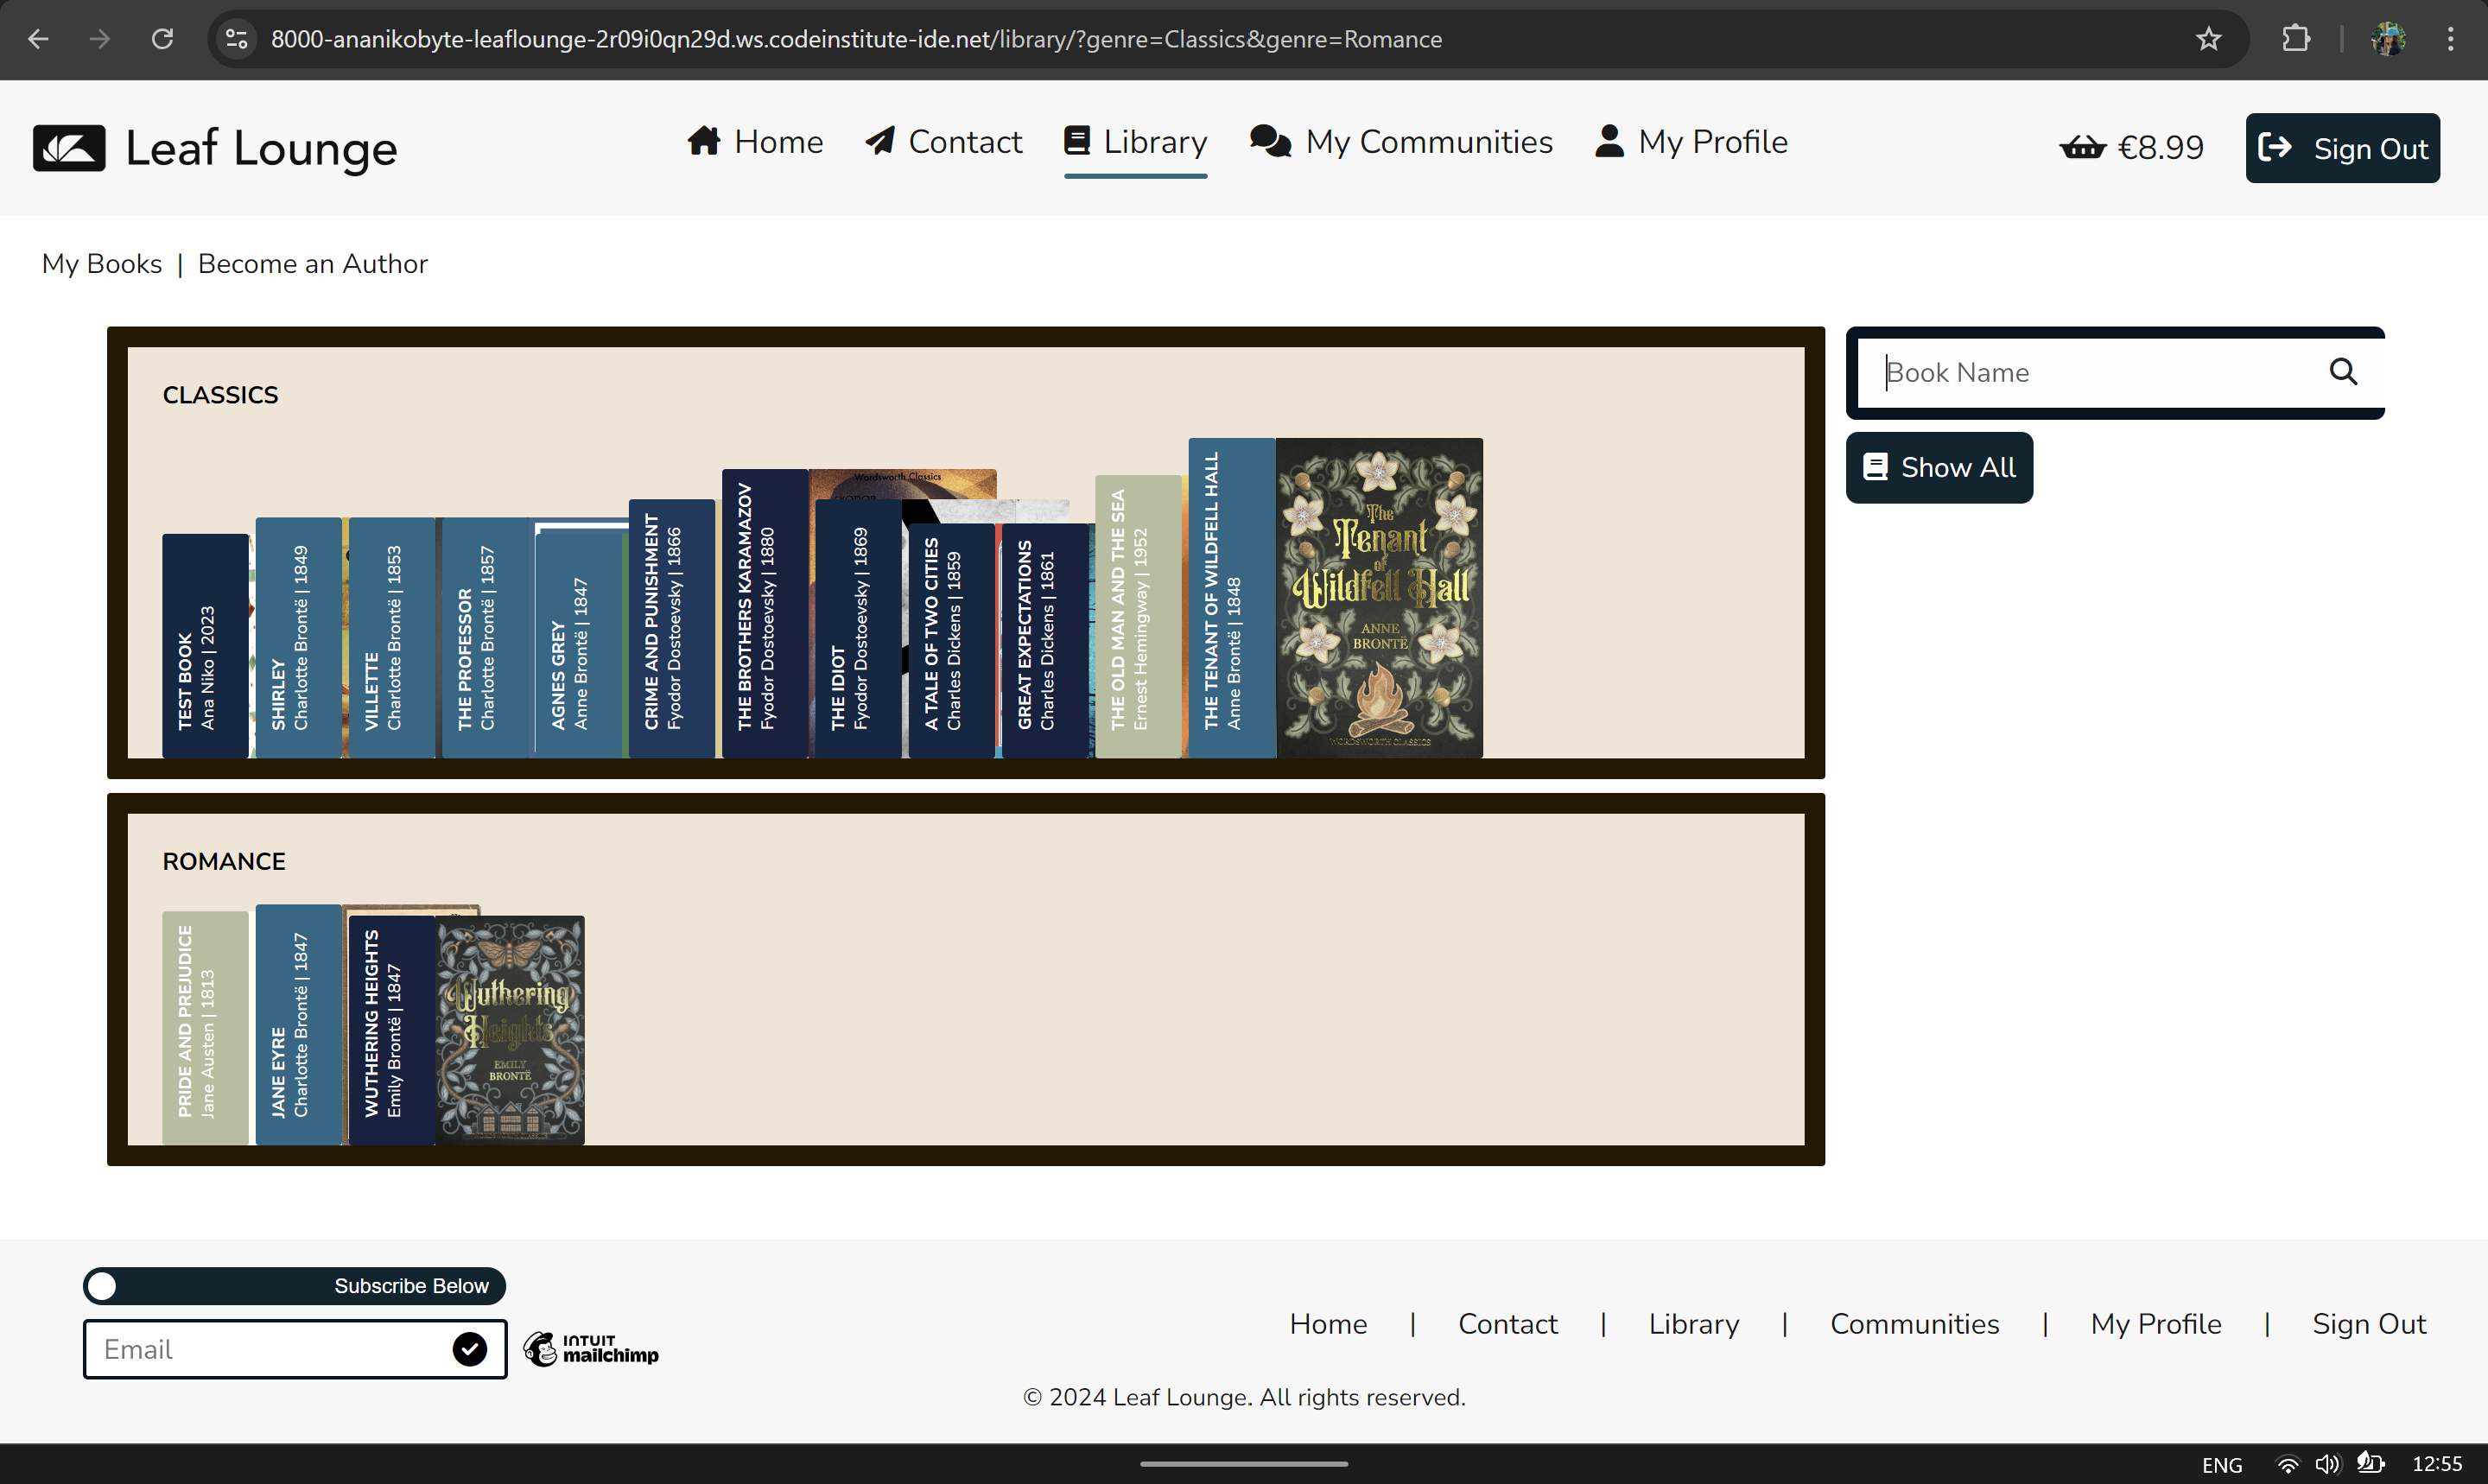 8000-ananikobyte-leaflounge-2r09i0qn29d.ws.codeinstitute-ide.net/library/?genre=Classics&genre=Romance
Leaf Lounge
Home
Contact
Library
My Communities
My Profile
€8.99
Sign Out
My Books | Become an Author
CLASSICS
TEST BOOK
Ana Niko | 2023
SHIRLEY
Charlotte Brontë | 1849
VILLETTE
Charlotte Brontë | 1853
THE PROFESSOR
Charlotte Brontë | 1857
AGNES GREY
Anne Brontë | 1847
CRIME AND PUNISHMENT
Fyodor Dostoevsky | 1866
THE BROTHERS KARAMAZOV
Fyodor Dostoevsky | 1880
Wordsworth Classics
THE IDIOT
Fyodor Dostoevsky | 1869
A TALE OF TWO CITIES
Charles Dickens | 1859
GREAT EXPECTATIONS
Charles Dickens | 1861
THE OLD MAN AND THE SEA
Ernest Hemingway | 1952
THE TENANT OF WILDFELL HALL
Anne Brontë | 1848
The
Tenant
of
Wildfell Hall
ANNE
BRONTË
WORDSWORTH CLASSICS
Book Name
Show All
ROMANCE
PRIDE AND PREJUDICE
Jane Austen | 1813
JANE EYRE
Charlotte Brontë | 1847
WUTHERING HEIGHTS
Emily Brontë | 1847
Wuthering
Heights
EMILY
BRONTË
Subscribe Below
Email
INTUIT
mailchimp
Home | Contact | Library | Communities | My Profile | Sign Out
© 2024 Leaf Lounge. All rights reserved.
ENG
12:55